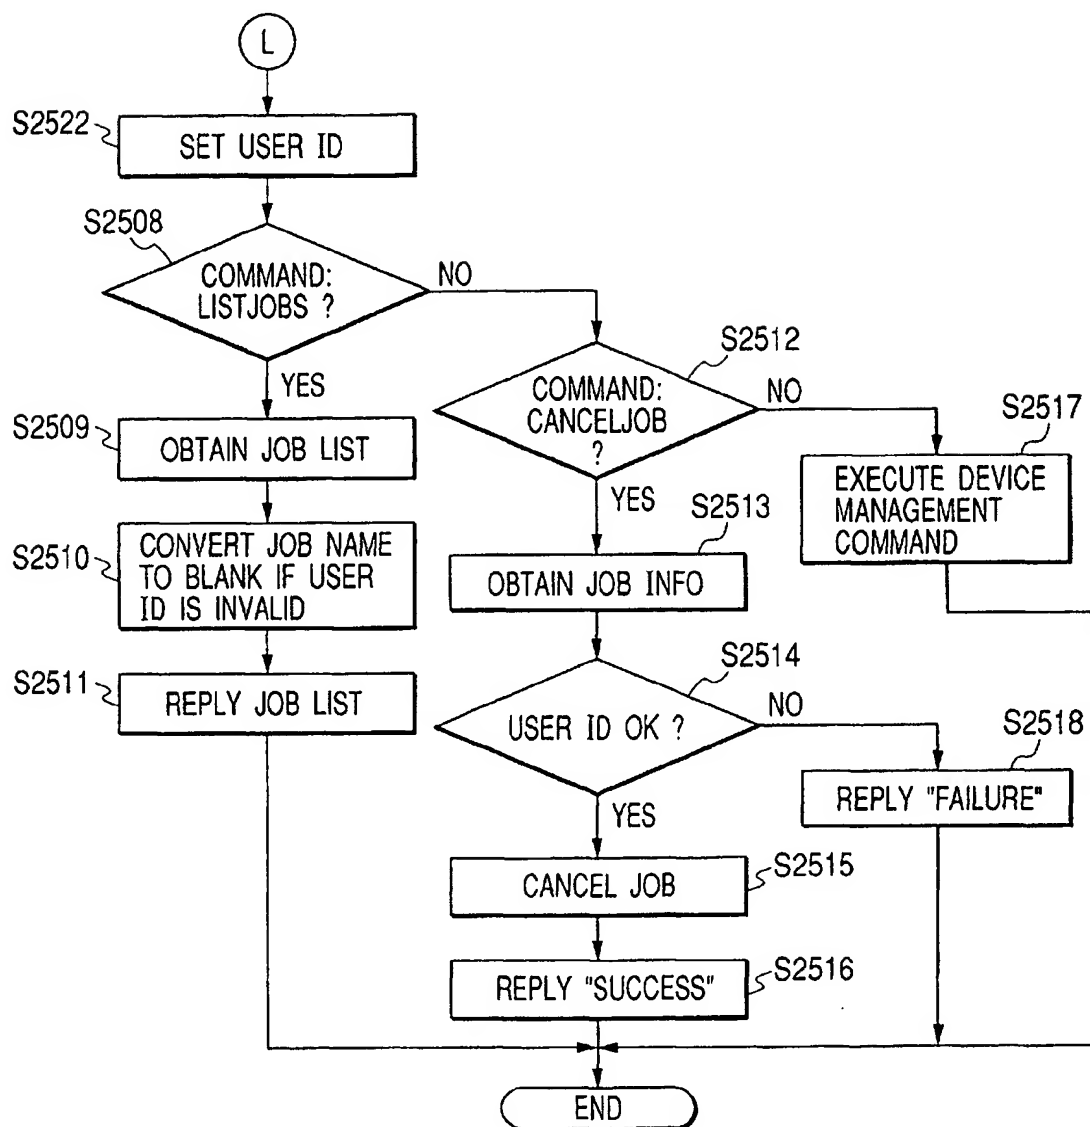 L
S2522
SET USER ID
S2508
COMMAND:
LISTJOBS ?
NO
YES
S2512
COMMAND:
CANCELJOB
?
NO
YES
S2517
EXECUTE DEVICE
MANAGEMENT
COMMAND
S2509
OBTAIN JOB LIST
S2513
OBTAIN JOB INFO
S2510
CONVERT JOB NAME
TO BLANK IF USER
ID IS INVALID
S2514
USER ID OK ?
NO
YES
S2511
REPLY JOB LIST
S2518
REPLY "FAILURE"
S2515
CANCEL JOB
S2516
REPLY "SUCCESS"
END